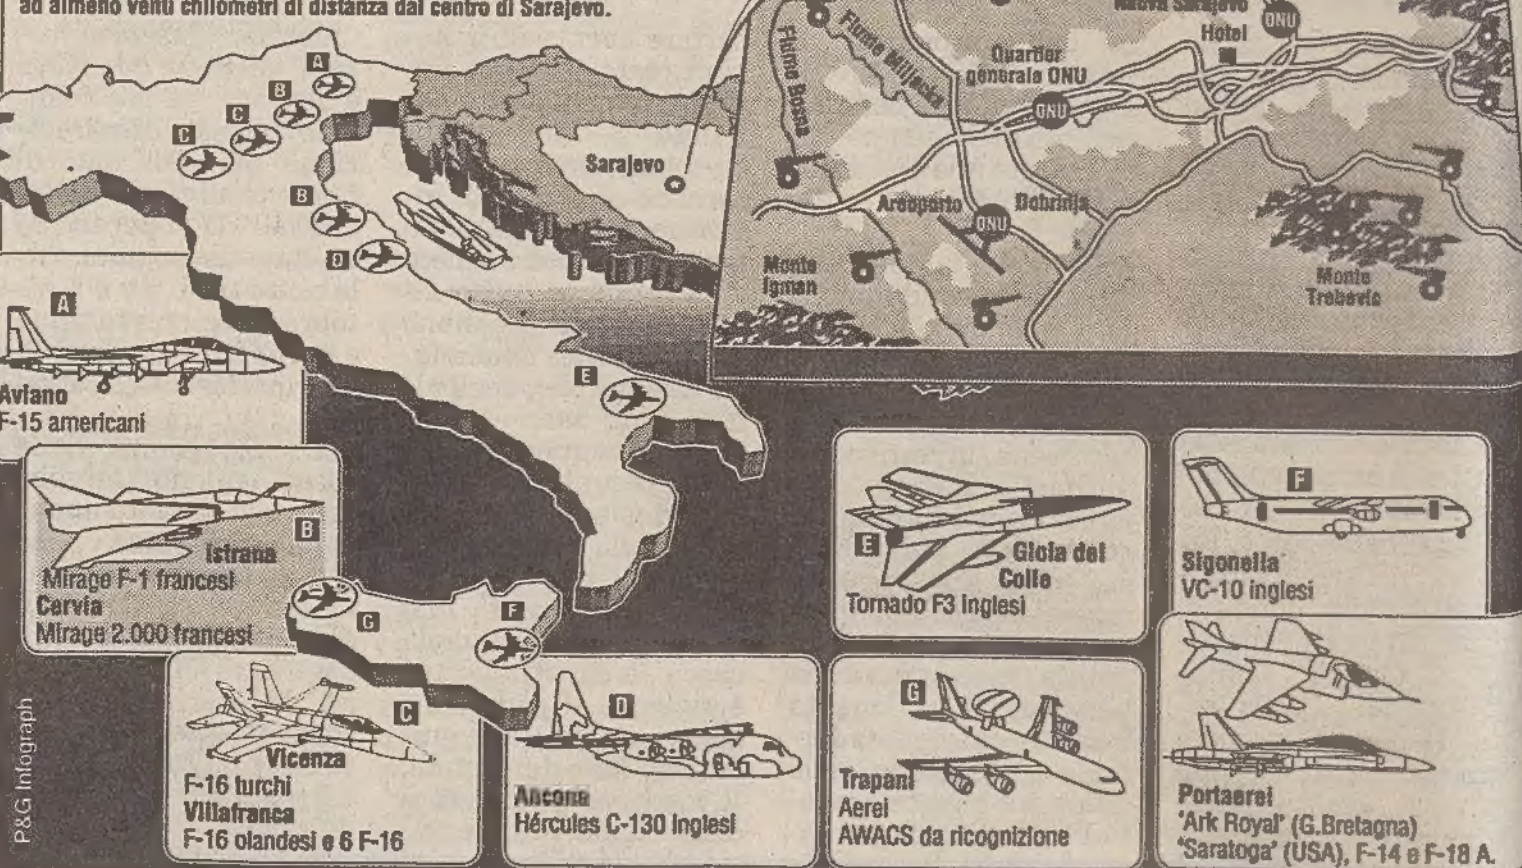 ad almeno venti chilometri di distanza dal centro di Sarajevo.
A
B
C
C
B
D
Sarajevo
Fiume Bosna
Fiume Miljacka
Quartier
generale ONU
ONU
Nuova Sarajevo
Hotel
ONU
Aeroporto
ONU
Dobrinja
Monte
Igman
Monte
Trebevic
E
G
F
A
Aviano
F-15 americani
B
Istrana
Mirage F-1 francesi
Cervia
Mirage 2.000 francesi
C
Vicenza
F-16 turchi
Villafranca
F-16 olandesi e 6 F-16
D
Ancona
Hércules C-130 inglesi
E
Gioia del
Colle
Tornado F3 inglesi
F
Sigonella
VC-10 inglesi
G
Trapani
Aerei
AWACS da ricognizione
Portaerei
'Ark Royal' (G.Bretagna)
'Saratoga' (USA), F-14 e F-18 A.
P&G Infograph